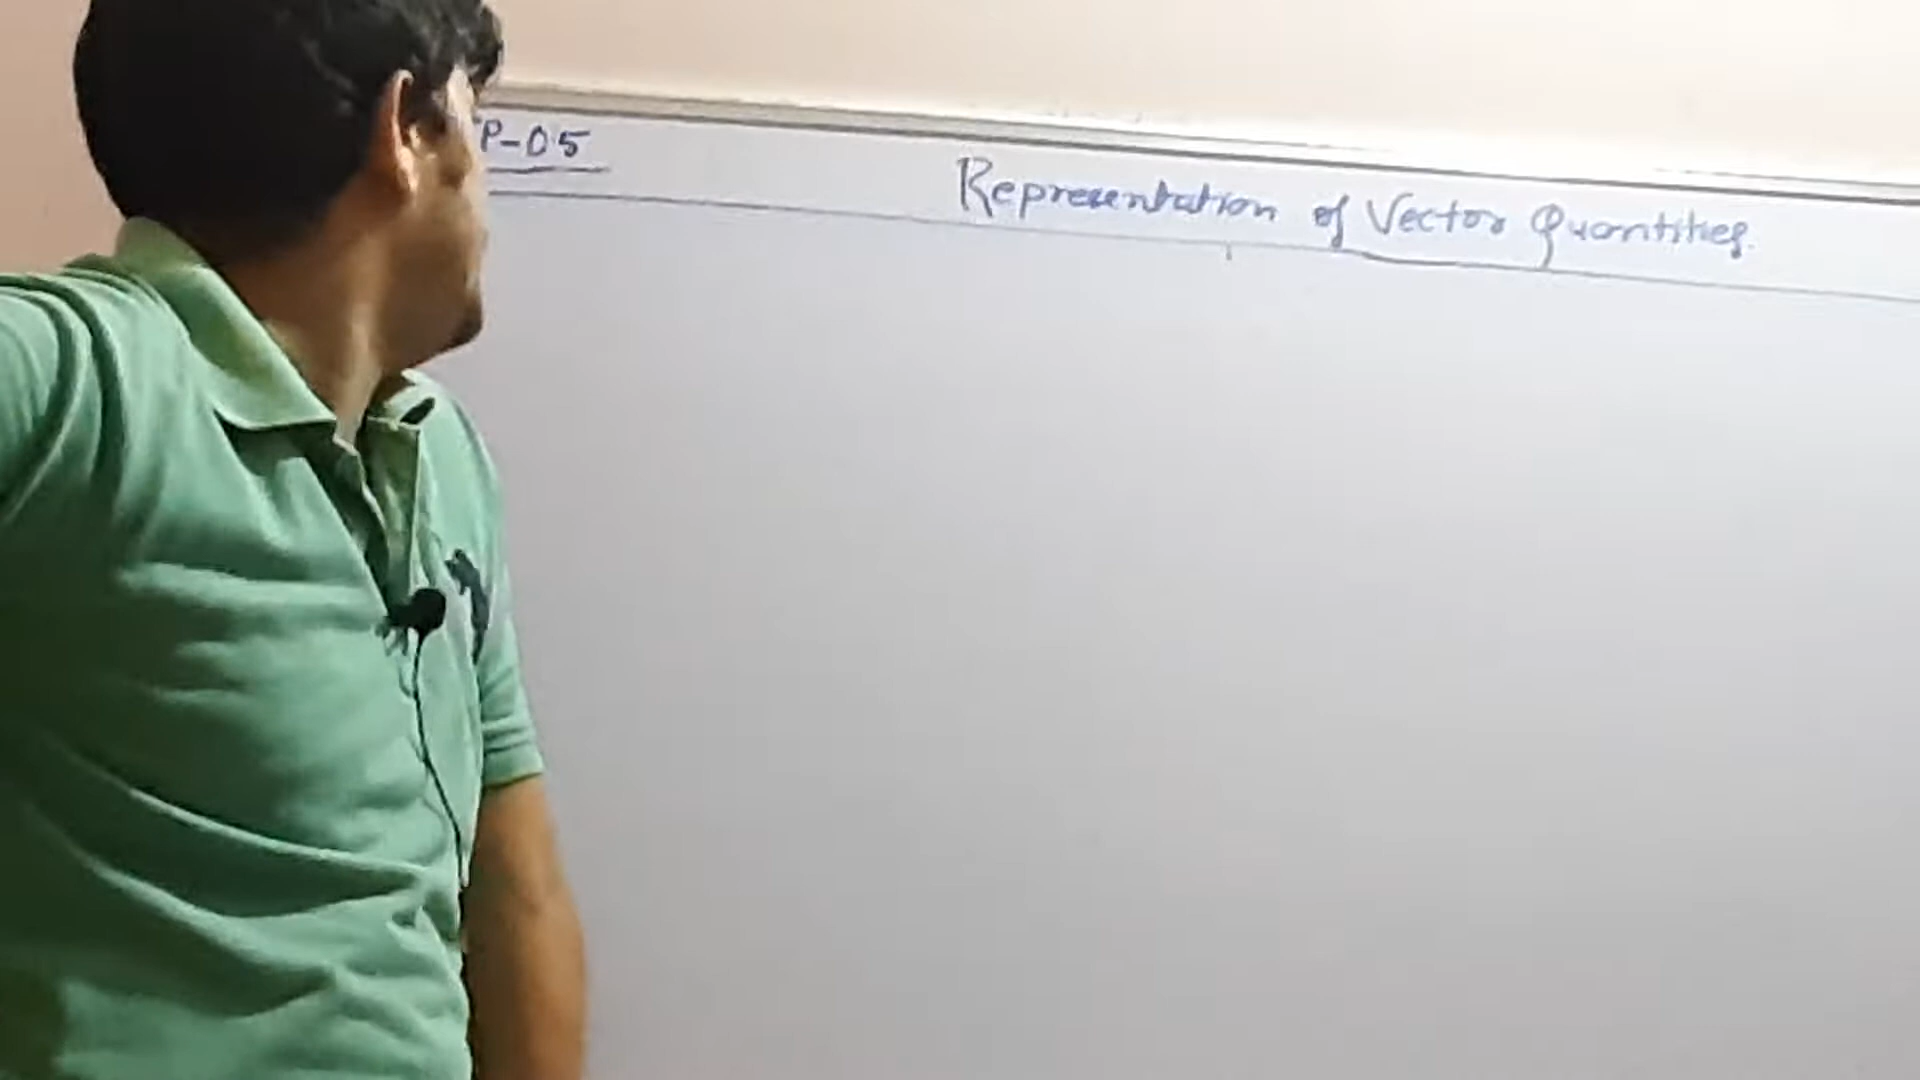 P-05
Representation of Vector Quantities.